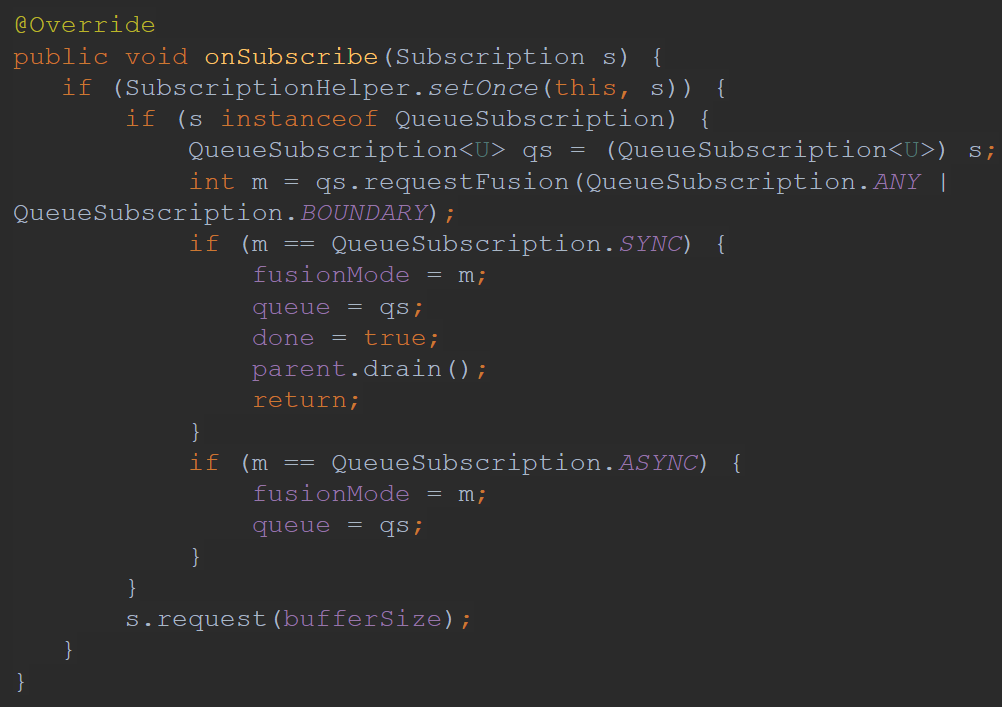 @Override
public void onSubscribe(Subscription s) {
   if (SubscriptionHelper.setOnce(this, s)) {
       if (s instanceof QueueSubscription) {
           QueueSubscription<U> qs = (QueueSubscription<U>) s;
           int m = qs.requestFusion(QueueSubscription.ANY |
QueueSubscription.BOUNDARY);
           if (m == QueueSubscription.SYNC) {
               fusionMode = m;
               queue = qs;
               done = true;
               parent.drain();
               return;
           }
           if (m == QueueSubscription.ASYNC) {
               fusionMode = m;
               queue = qs;
           }
       }
       s.request(bufferSize);
   }
}